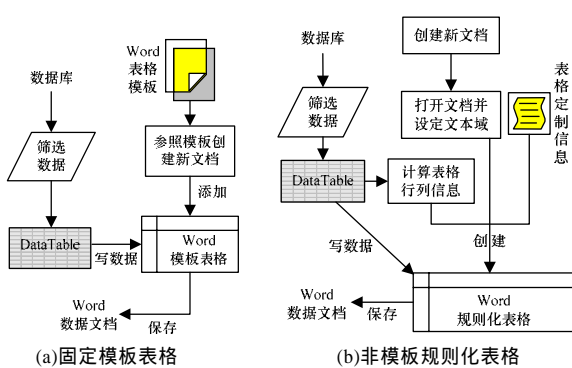 Word
表格
模板
数据库
筛选
数据
参照模板创
建新文档
添加
DataTable
写数据
Word
模板表格
Word
数据文档
保存
(a)固定模板表格
数据库
创建新文档
筛选
数据
打开文档并
设定文本域
表格定制信息
DataTable
计算表格
行列信息
写数据
创建
Word
规则化表格
Word
数据文档
保存
(b)非模板规则化表格